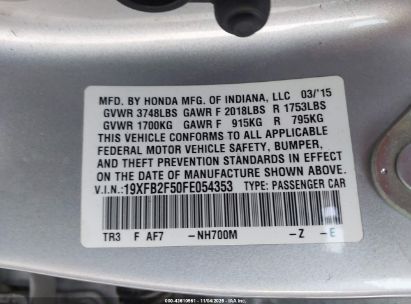 MFD. BY HONDA MFG. OF INDIANA, LLC 03/'15
GVWR 3748LBS GAWR F 2018LBS R 1753LBS
GVWR 1700KG GAWR F 915KG R 795KG
THIS VEHICLE CONFORMS TO ALL APPLICABLE
FEDERAL MOTOR VEHICLE SAFETY, BUMPER,
AND THEFT PREVENTION STANDARDS IN EFFECT
ON THE DATE OF MANUFACTURE SHOWN ABOVE.
V.I.N.:19XFB2F50FE054353 TYPE: PASSENGER CAR
TR3 F AF7 -NH700M -Z -E